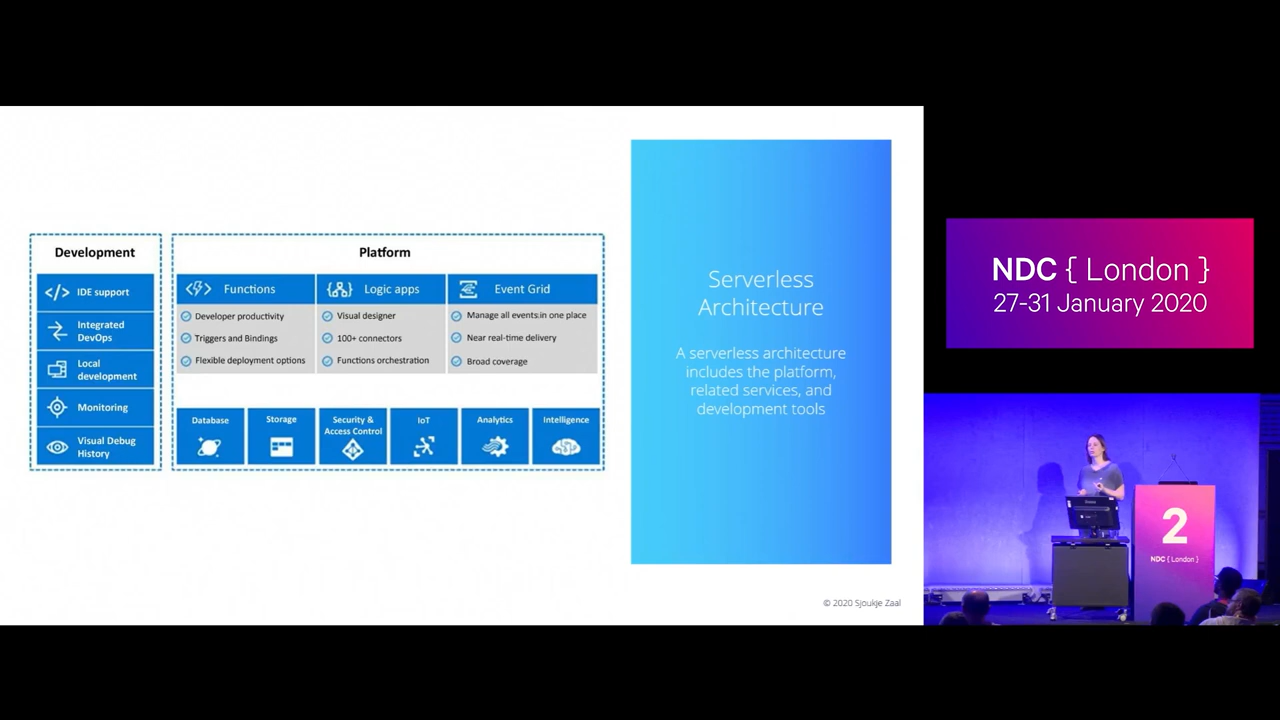 Development
</> IDE support
Integrated
DevOps
Local
development
Monitoring
Visual Debug
History
Platform
Functions
Developer productivity
Triggers and Bindings
Flexible deployment options
Logic apps
Visual designer
100+ connectors
Functions orchestration
Event Grid
Manage all events in one place
Near real-time delivery
Broad coverage
Database
Storage
Security &
Access Control
IoT
Analytics
Intelligence
Serverless
Architecture
A serverless architecture
includes the platform,
related services, and
development tools
© 2020 Sjoukje Zaal
NDC { London }
27-31 January 2020
2
NDC { London }